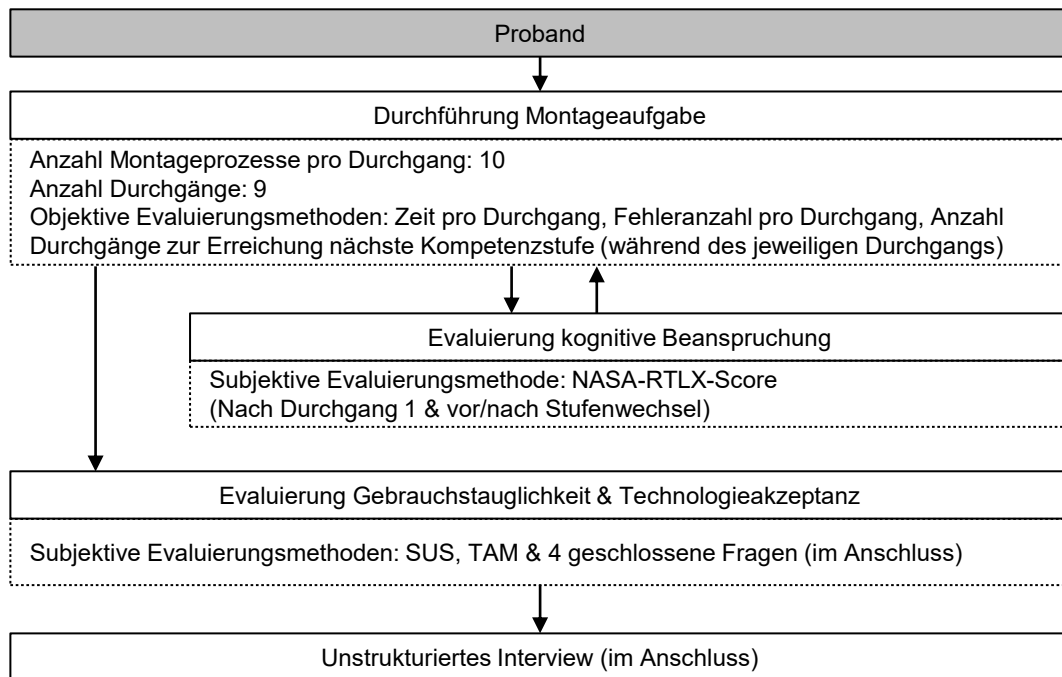 Proband
Durchführung Montageaufgabe
Anzahl Montageprozesse pro Durchgang: 10
Anzahl Durchgänge: 9
Objektive Evaluierungsmethoden: Zeit pro Durchgang, Fehleranzahl pro Durchgang, Anzahl
Durchgänge zur Erreichung nächste Kompetenzstufe (während des jeweiligen Durchgangs)
Evaluierung kognitive Beanspruchung
Subjektive Evaluierungsmethode: NASA-RTLX-Score
(Nach Durchgang 1 & vor/nach Stufenwechsel)
Evaluierung Gebrauchstauglichkeit & Technologieakzeptanz
Subjektive Evaluierungsmethoden: SUS, TAM & 4 geschlossene Fragen (im Anschluss)
Unstrukturiertes Interview (im Anschluss)